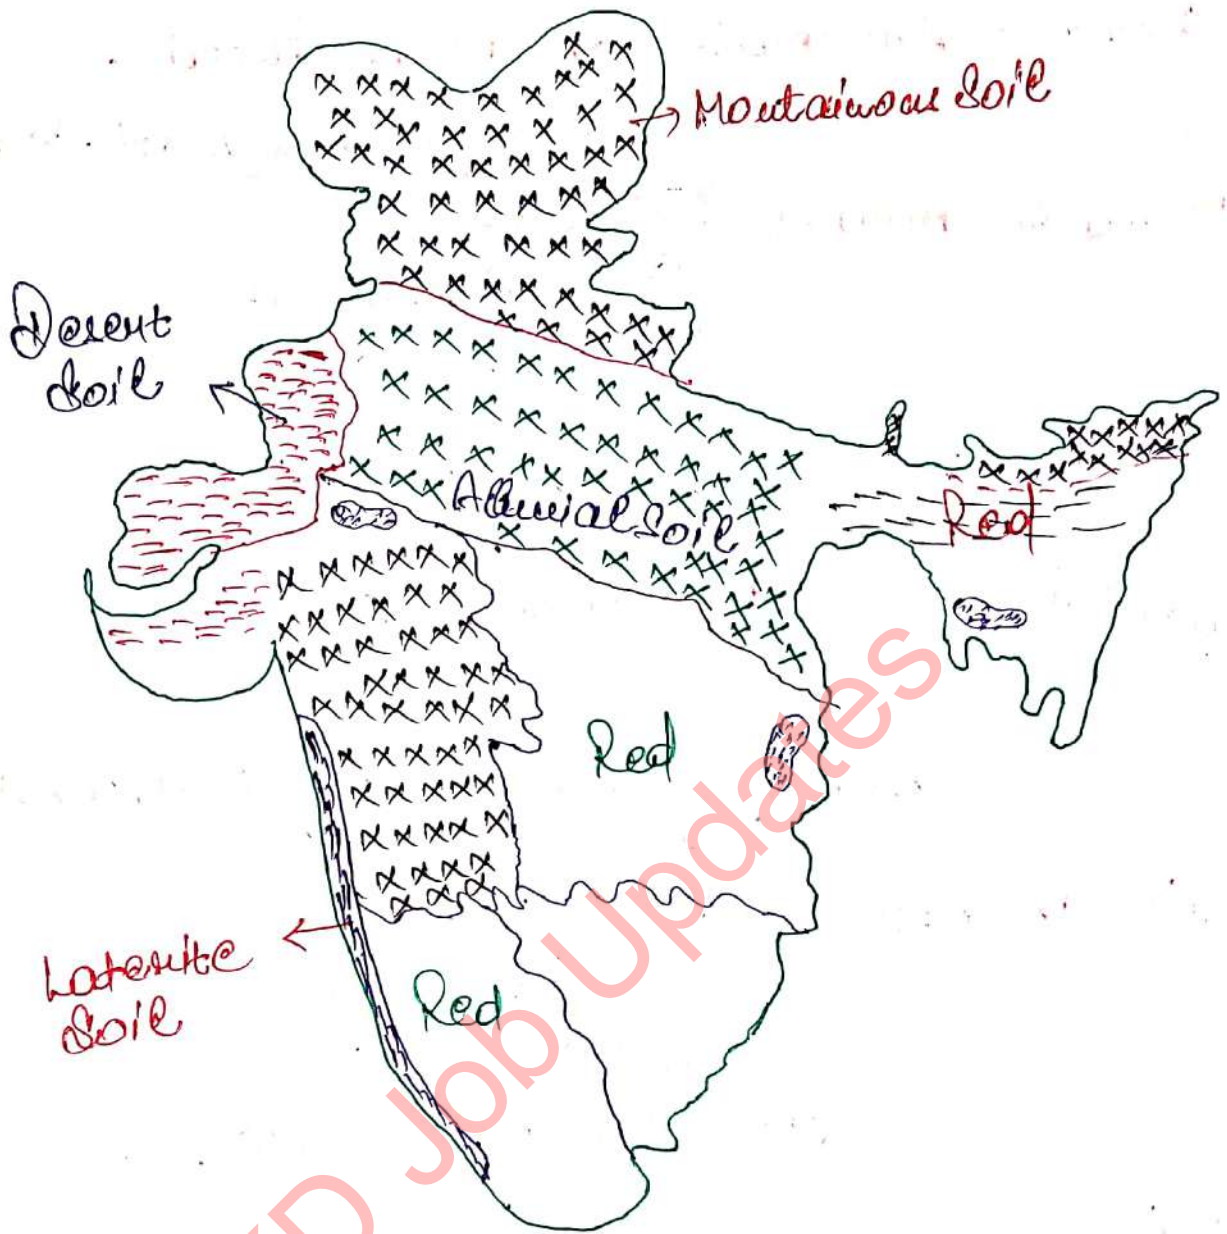 Moutainous Soil
Desert
Soil
Alluvial Soil
Red
Red
Laterite
Soil
Red
Job Updates